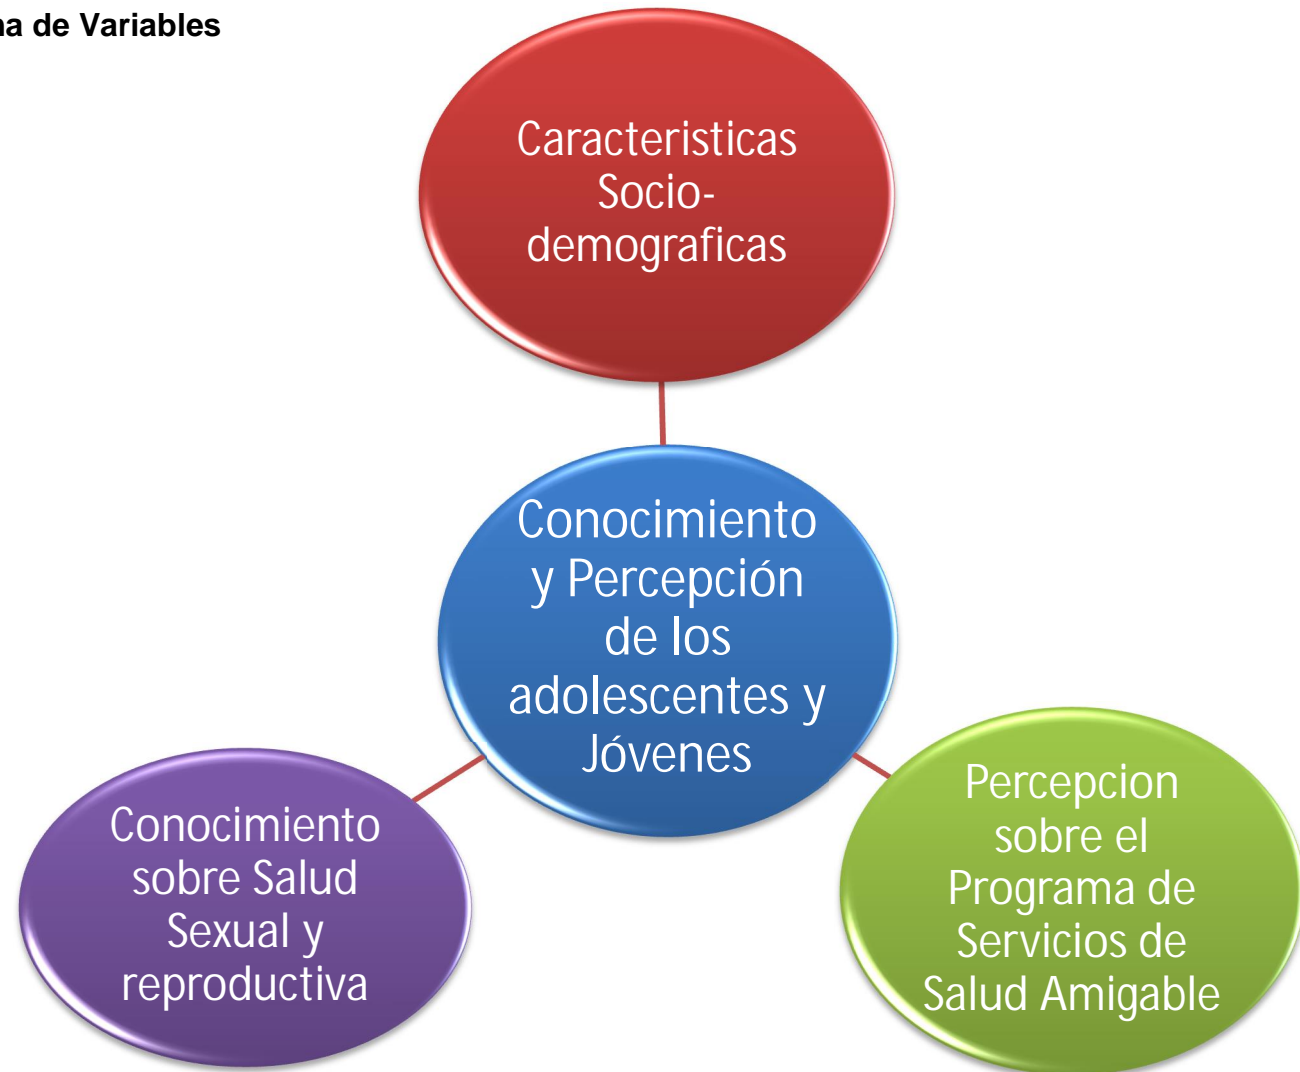 na de Variables
Caracteristicas
Socio-
demograficas
Conocimiento
y Percepción
de los
adolescentes y
Jóvenes
Conocimiento
sobre Salud
Sexual y
reproductiva
Percepcion
sobre el
Programa de
Servicios de
Salud Amigable